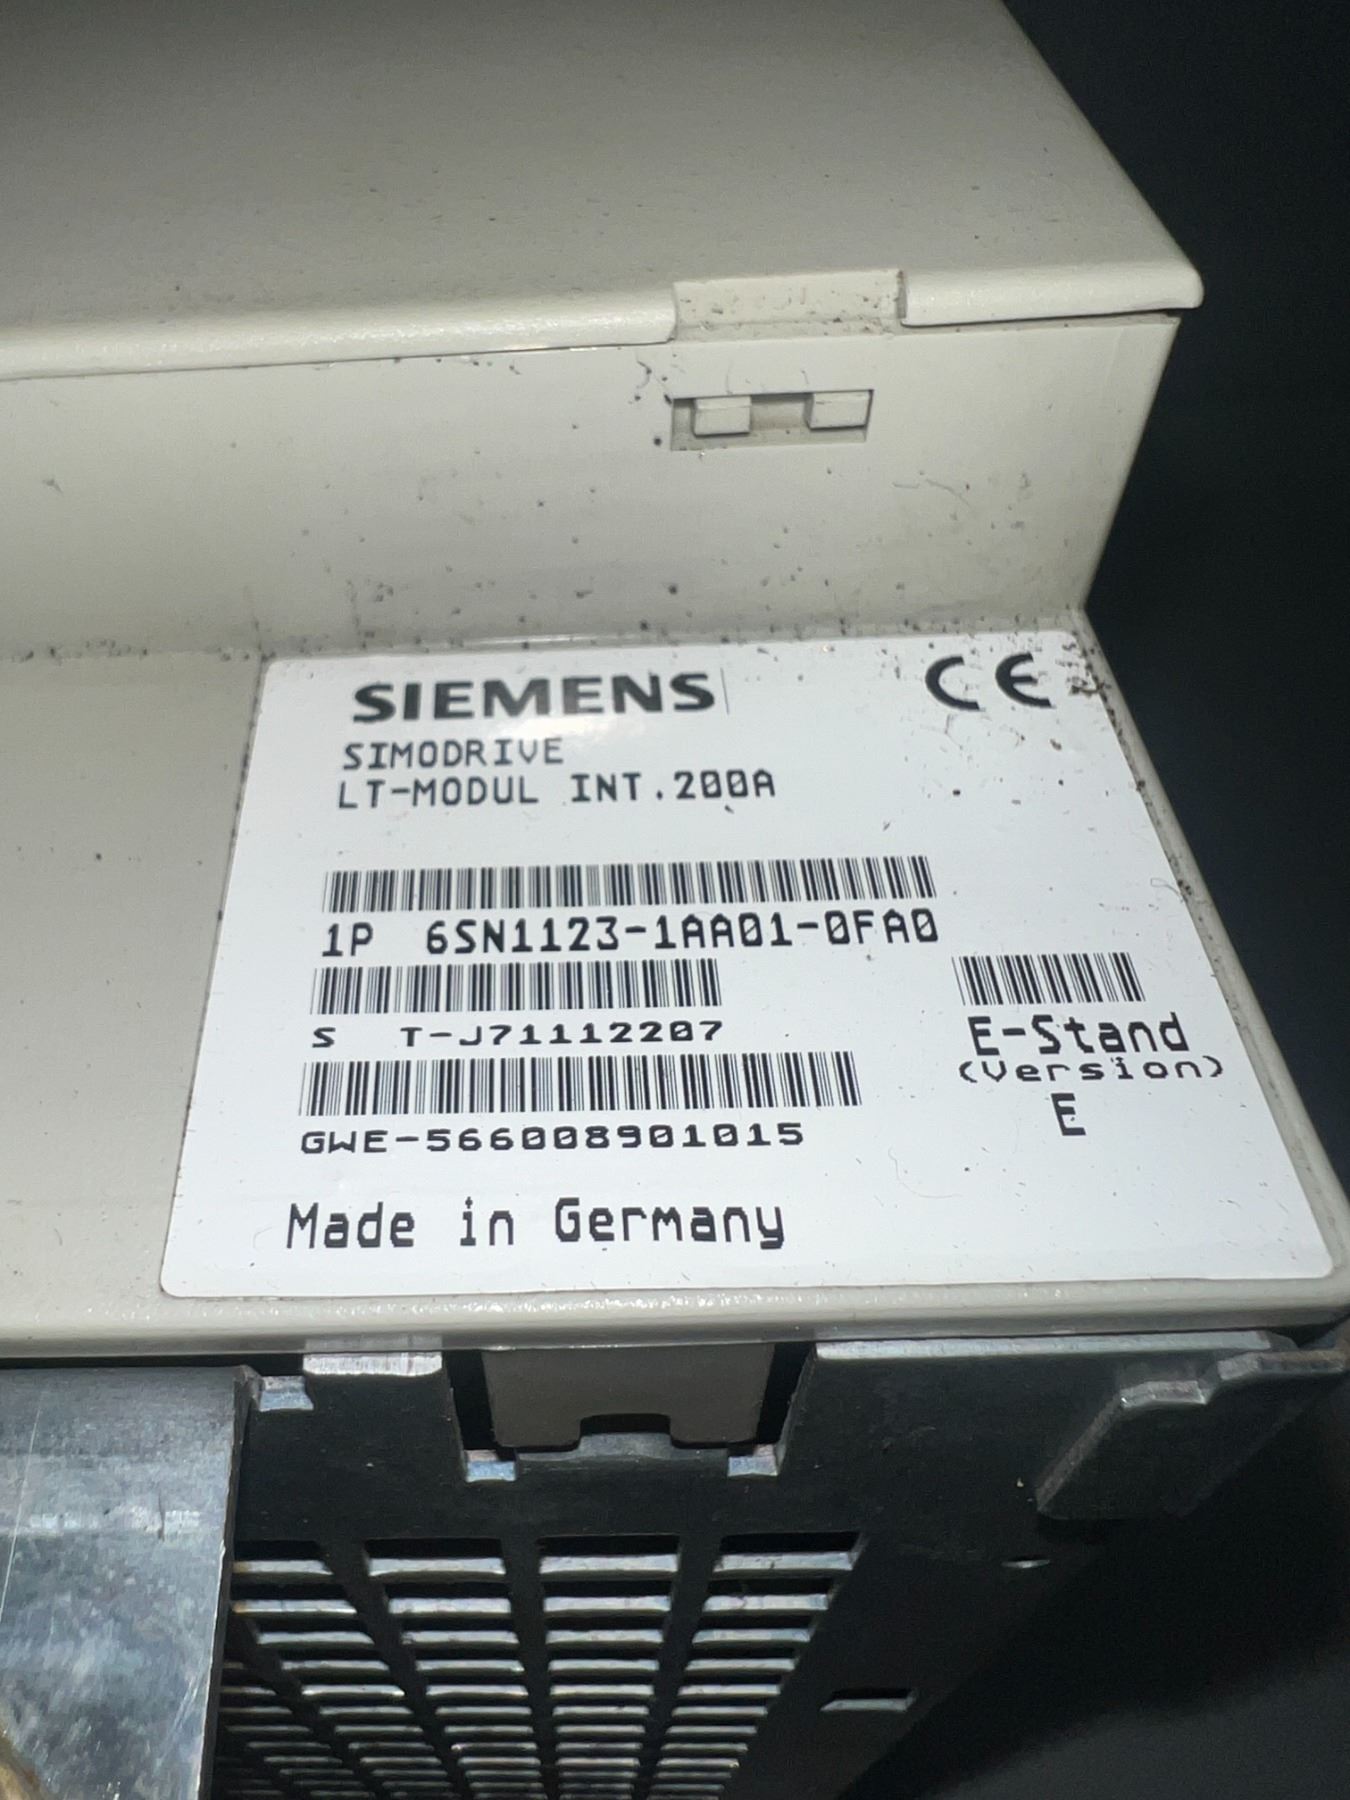 SIEMENS
CE
SIMODRIVE
LT-MODUL INT.200A
1P 6SN1123-1AA01-0FA0
S T-J71112207
E-Stand
(Version)
E
GWE-566008901015
Made in Germany